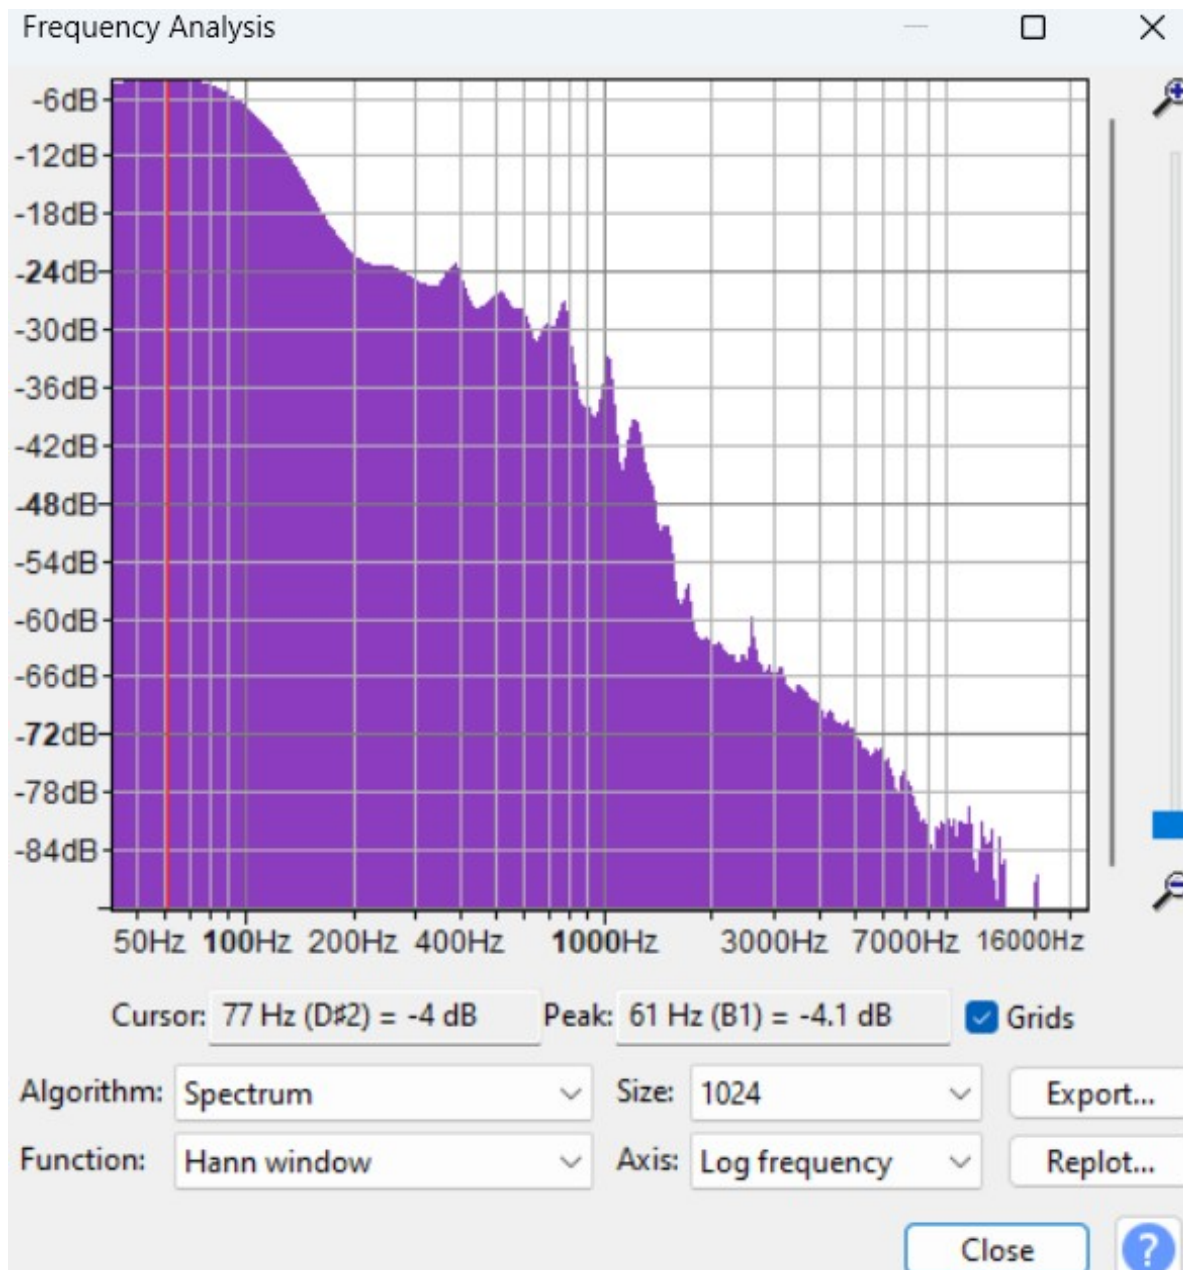 Frequency Analysis
-6dB
-12dB
-18dB
-24dB
-30dB
-36dB
-42dB
-48dB
-54dB
-60dB
-66dB
-72dB
-78dB
-84dB
50Hz 100Hz 200Hz 400Hz 1000Hz 3000Hz 7000Hz 16000Hz
Cursor: 77 Hz (D♯2) = -4 dB Peak: 61 Hz (B1) = -4.1 dB Grids
Algorithm: Spectrum Size: 1024 Export...
Function: Hann window Axis: Log frequency Replot...
Close ?